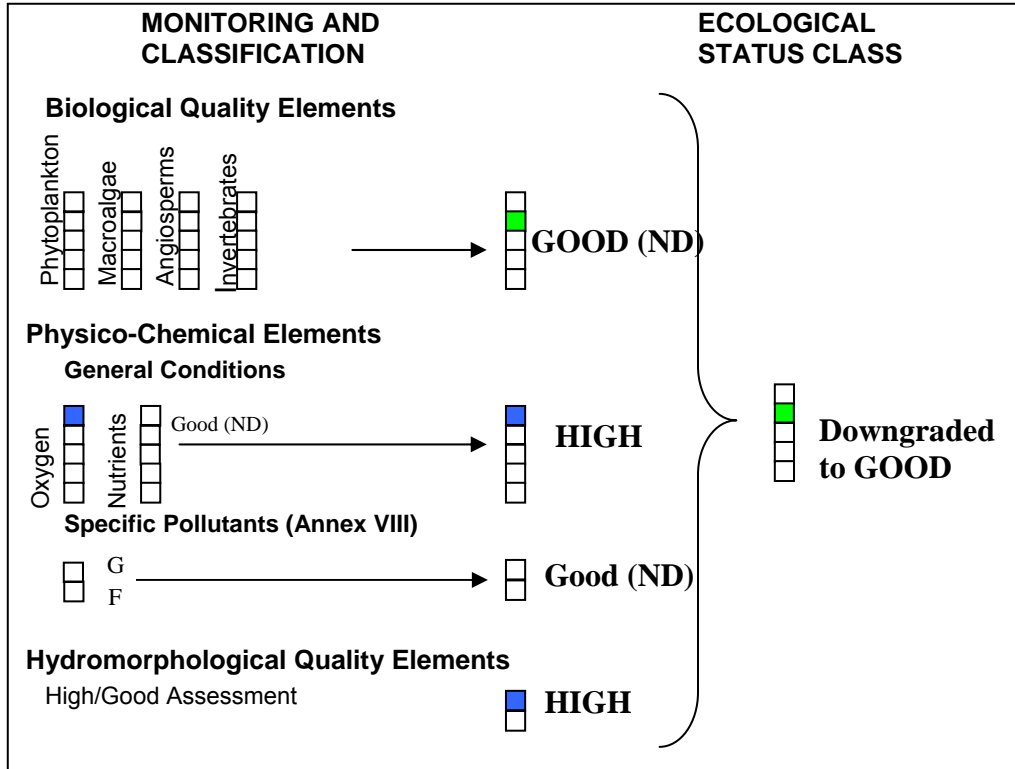 MONITORING AND
CLASSIFICATION
ECOLOGICAL
STATUS CLASS
Biological Quality Elements
Phytoplankton
Macroalgae
Angiosperms
Invertebrates
GOOD (ND)
Physico-Chemical Elements
General Conditions
Oxygen
Nutrients
Good (ND)
HIGH
Downgraded
to GOOD
Specific Pollutants (Annex VIII)
G
F
Good (ND)
Hydromorphological Quality Elements
High/Good Assessment
HIGH